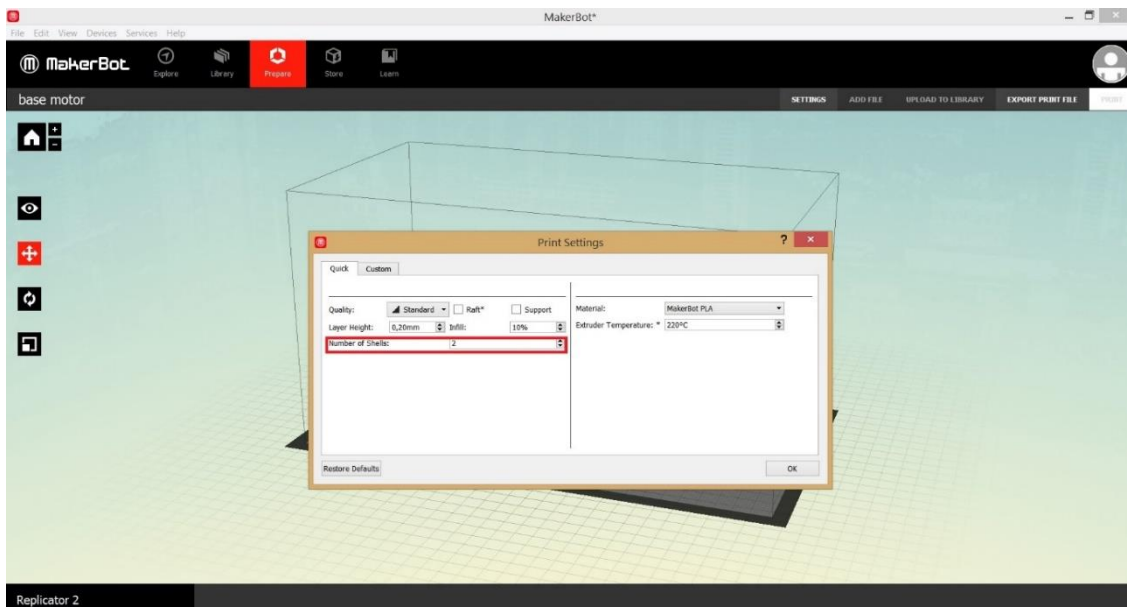 MakerBot*
File Edit View Devices Services Help
MakerBot
Explore Library Prepare Store Learn
base motor SETTINGS ADD FILE UPLOAD TO LIBRARY EXPORT PRINT FILE PRINT
Print Settings ?
Quick Custom
Quality: Standard Raft* Support Material: MakerBot PLA
Layer Height: 0,20mm Infill: 10% Extruder Temperature: * 220°C
Number of Shells: 2
Restore Defaults OK
Replicator 2